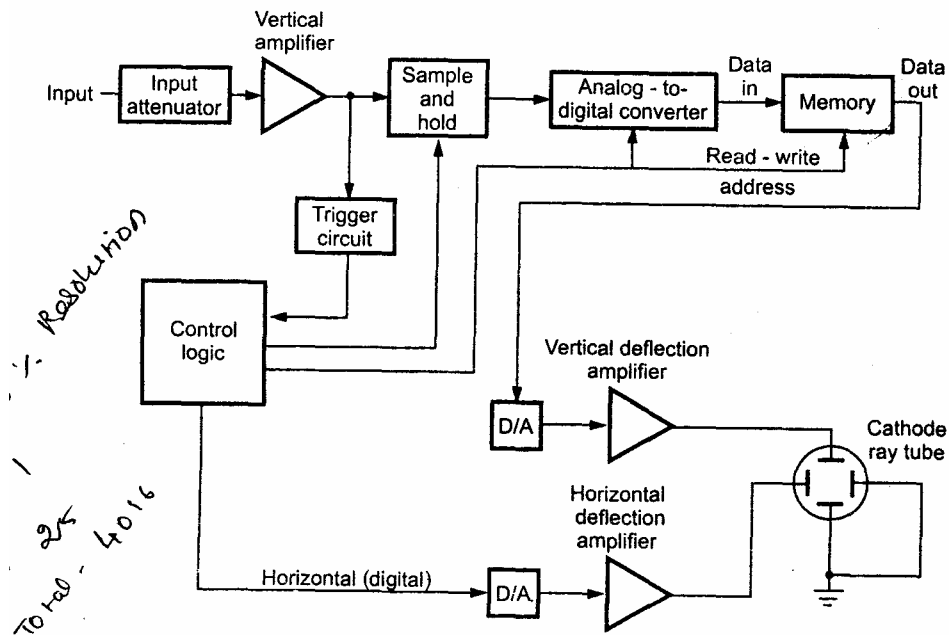 Vertical
amplifier
Input
Input
attenuator
Sample
and
hold
Analog - to-
digital converter
Data
in
Memory
Data
out
Read - write
address
Trigger
circuit
Resolution
Control
logic
Vertical deflection
amplifier
D/A
Cathode
ray tube
Horizontal
deflection
amplifier
25
Total - 4016
Horizontal (digital)
D/A